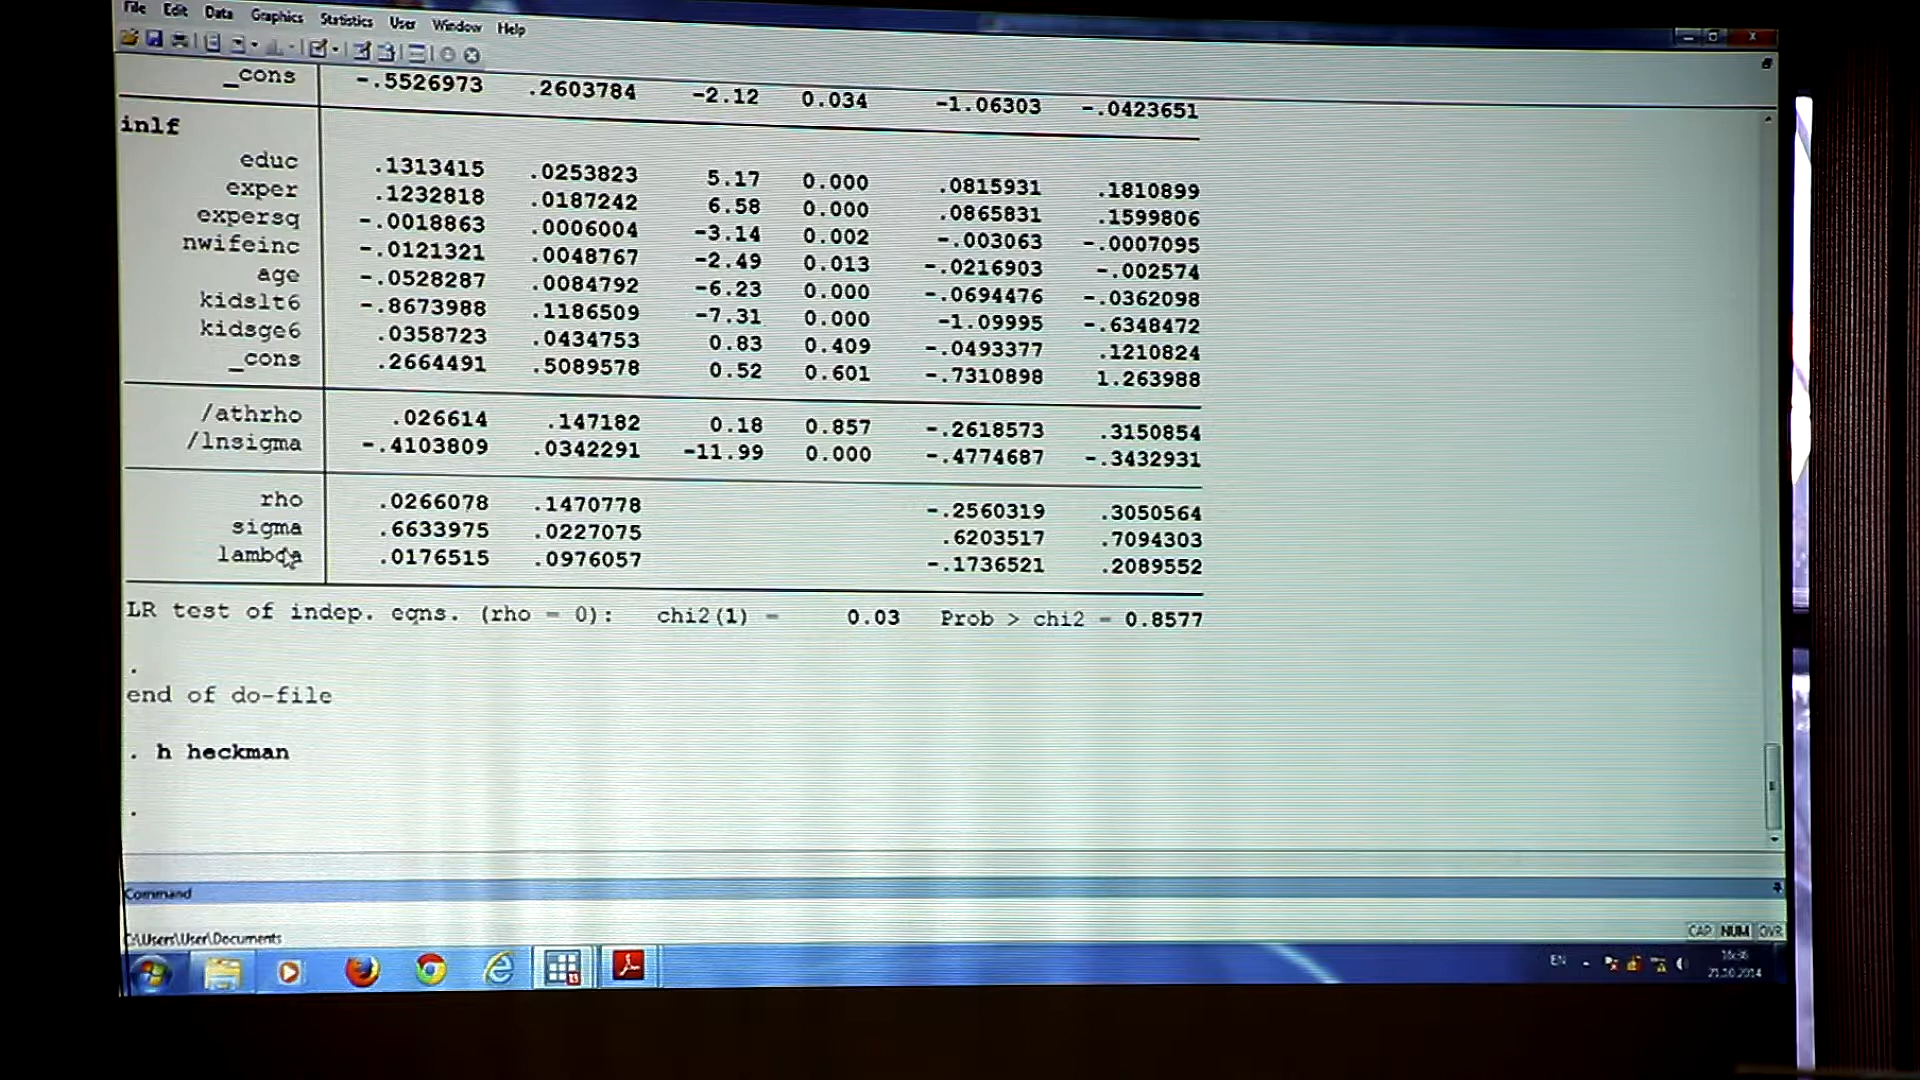 File Edit Data Graphics Statistics User Window Help
_cons -.5526973 .2603784 -2.12 0.034 -1.06303 -.0423651
inlf
educ .1313415 .0253823 5.17 0.000 .0815931 .1810899
exper .1232818 .0187242 6.58 0.000 .0865831 .1599806
expersq -.0018863 .0006004 -3.14 0.002 -.003063 -.0007095
nwifeinc -.0121321 .0048767 -2.49 0.013 -.0216903 -.002574
age -.0528287 .0084792 -6.23 0.000 -.0694476 -.0362098
kidslt6 -.8673988 .1186509 -7.31 0.000 -1.09995 -.6348472
kidsge6 .0358723 .0434753 0.83 0.409 -.0493377 .1210824
_cons .2664491 .5089578 0.52 0.601 -.7310898 1.263988
/athrho .026614 .147182 0.18 0.857 -.2618573 .3150854
/lnsigma -.4103809 .0342291 -11.99 0.000 -.4774687 -.3432931
rho .0266078 .1470778 -.2560319 .3050564
sigma .6633975 .0227075 .6203517 .7094303
lambda .0176515 .0976057 -.1736521 .2089552
LR test of indep. eqns. (rho = 0): chi2(1) = 0.03 Prob > chi2 = 0.8577
.
end of do-file
. h heckman
.
Command
C:\Users\User\Documents
CAP NUM OVR
EN
16:36
21.10.2014